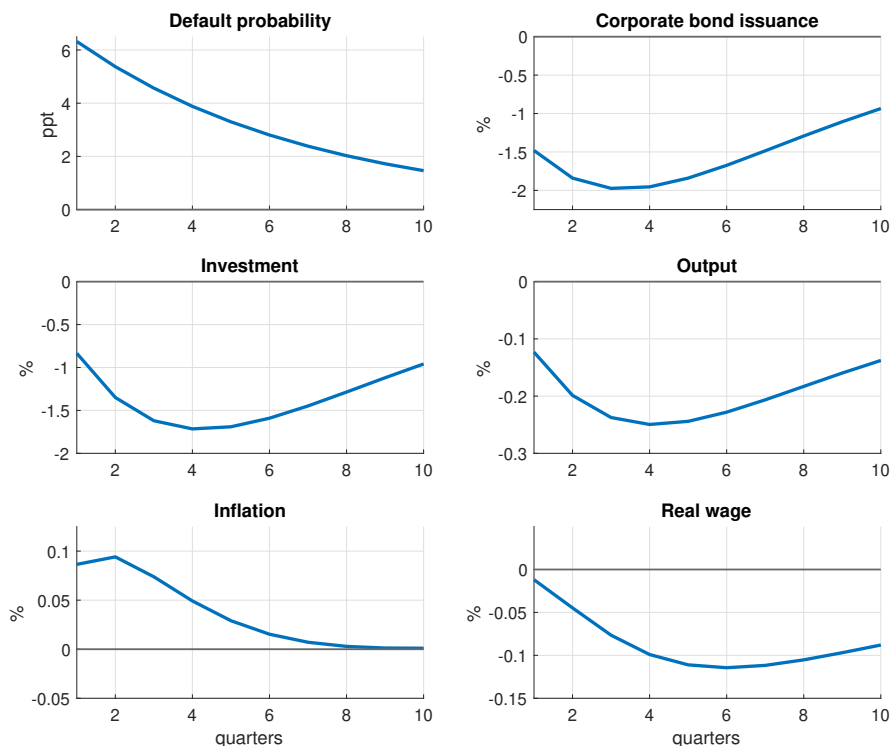 Default probability
ppt
6
4
2
0
2 4 6 8 10
Corporate bond issuance
%
0
-0.5
-1
-1.5
-2
2 4 6 8 10
Investment
%
0
-0.5
-1
-1.5
-2
2 4 6 8 10
Output
%
0
-0.1
-0.2
-0.3
2 4 6 8 10
Inflation
%
0.1
0.05
0
-0.05
2 4 6 8 10
quarters
Real wage
%
0
-0.05
-0.1
-0.15
2 4 6 8 10
quarters